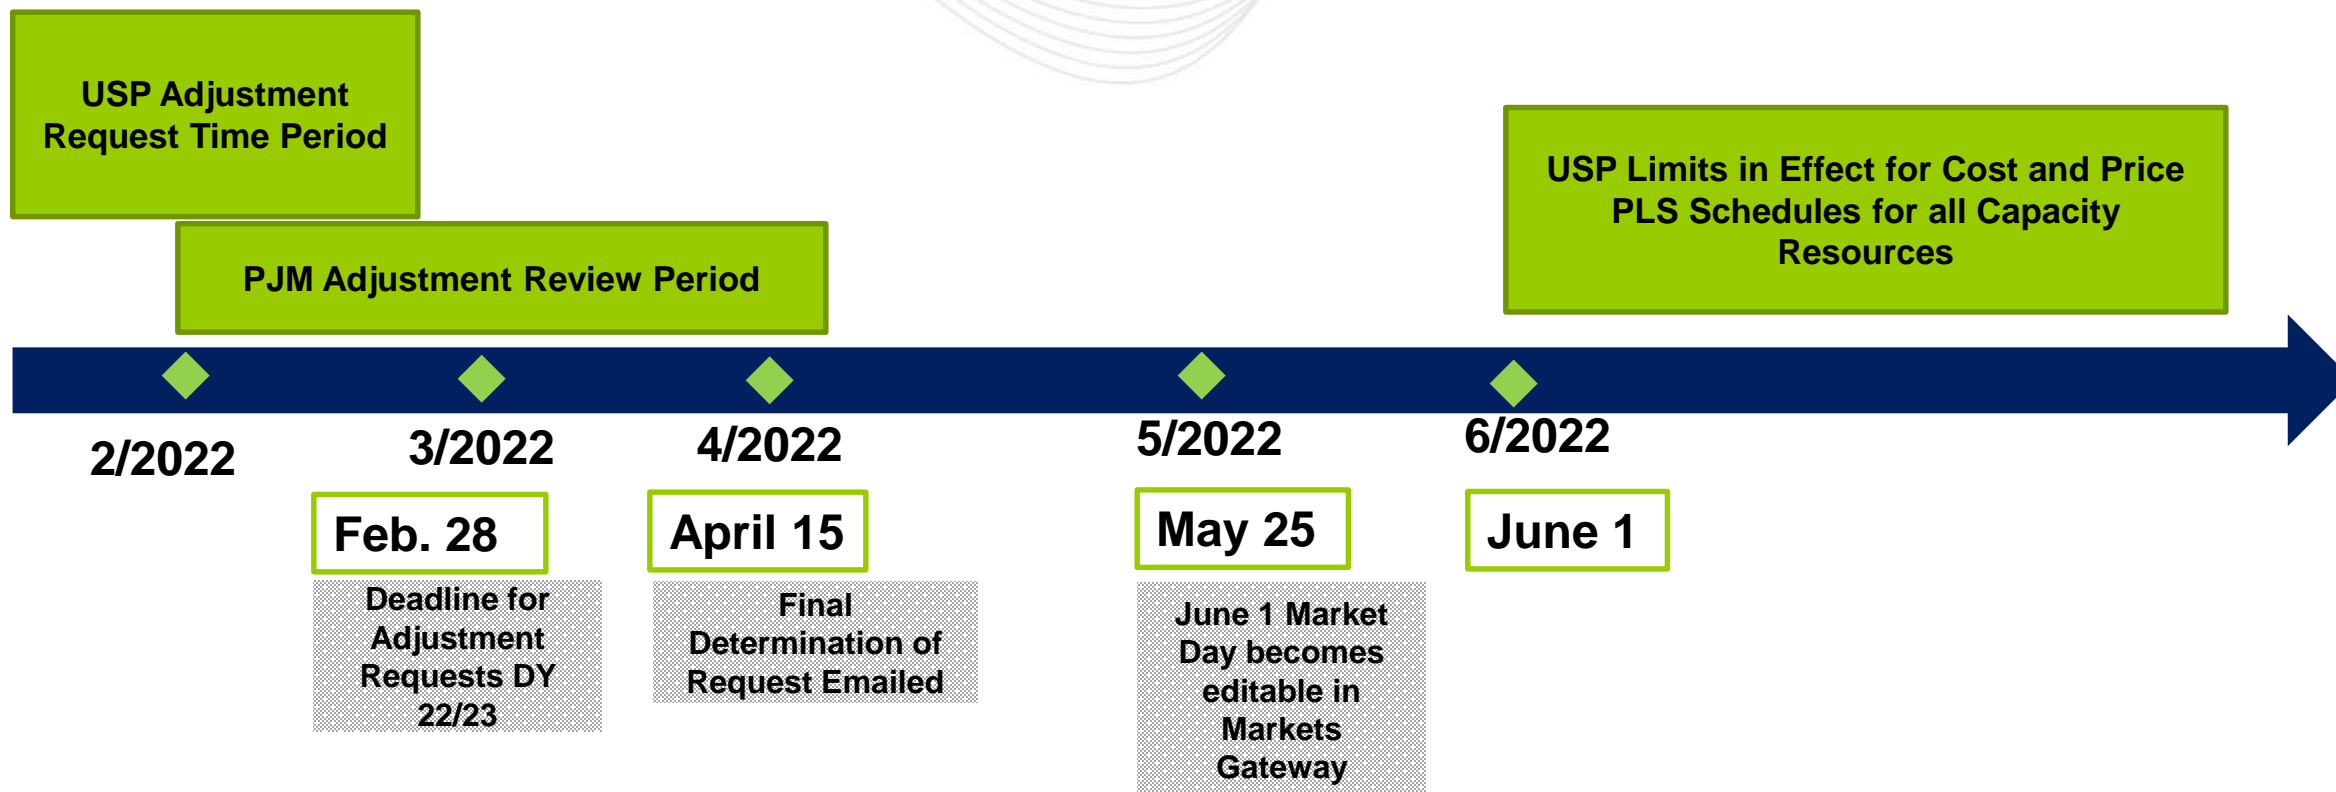 USP Adjustment
Request Time Period
PJM Adjustment Review Period
USP Limits in Effect for Cost and Price
PLS Schedules for all Capacity
Resources
2/2022
3/2022
4/2022
5/2022
6/2022
Feb. 28
April 15
May 25
June 1
Deadline for
Adjustment
Requests DY
22/23
Final
Determination of
Request Emailed
June 1 Market
Day becomes
editable in
Markets
Gateway